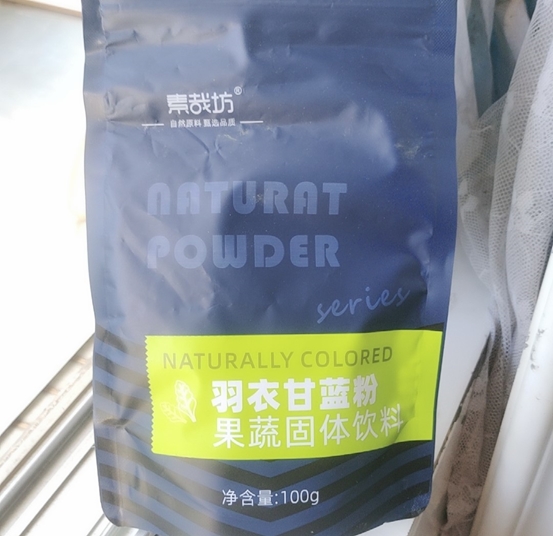 素哉坊®
自然原料 甄选品质
NATURAT
POWDER
series
NATURALLY COLORED
羽衣甘蓝粉
果蔬固体饮料
净含量:100g